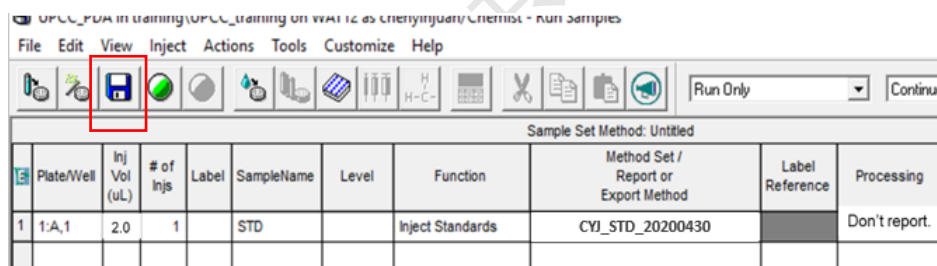 UPCC_PDA in training\UPCC_training on WAT12 as chenyinjuan/Chemist - Run Samples
File Edit View Inject Actions Tools Customize Help
H
H-C-
Run Only
Continu
Sample Set Method: Untitled
Plate/Well
Inj
Vol
(uL)
# of
Injs
Label
SampleName
Level
Function
Method Set /
Report or
Export Method
Label
Reference
Processing
1 1:A,1 2.0 1 STD Inject Standards CYJ_STD_20200430 Don't report.